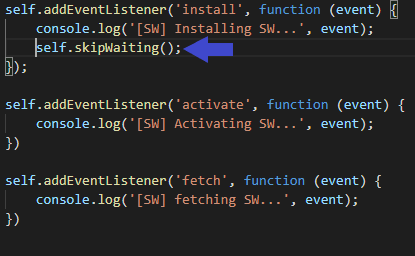 self.addEventListener('install', function (event) {
    console.log('[SW] Installing SW...', event);
    self.skipWaiting();
});
self.addEventListener('activate', function (event) {
    console.log('[SW] Activating SW...', event);
})
self.addEventListener('fetch', function (event) {
    console.log('[SW] fetching SW...', event);
})